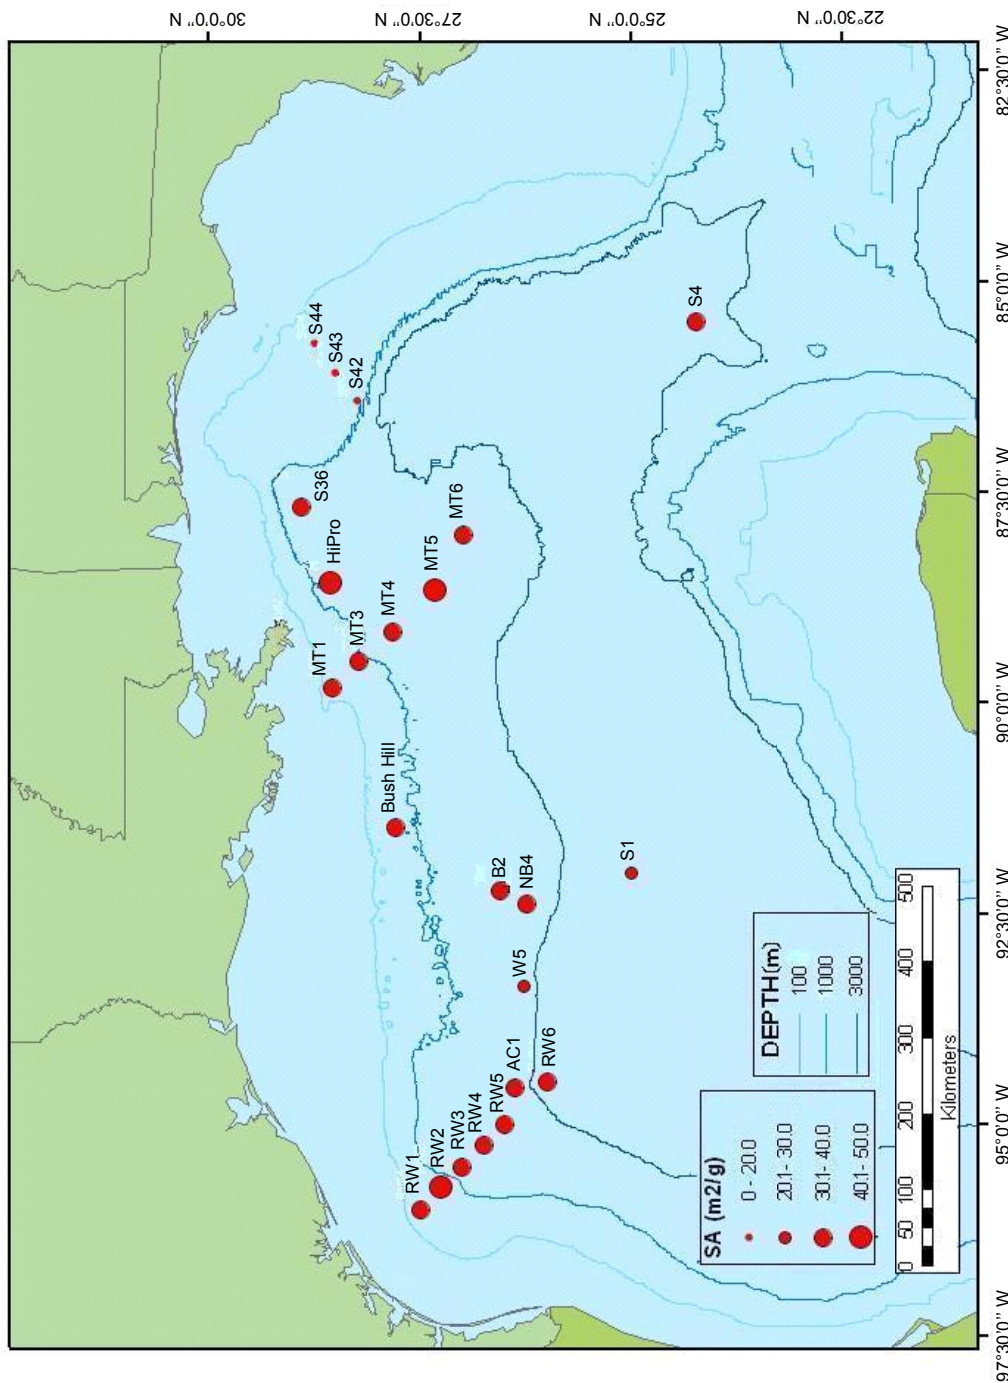 30°0'0'' N
27°30'0'' N
25°0'0'' N
22°30'0'' N
S44
S43
S42
S36
HiPro
MT1
MT3
MT4
MT5
MT6
S4
Bush Hill
B2
NB4
S1
W5
AC1
RW6
RW5
RW4
RW3
RW2
RW1
SA (m2/g)
0 - 20.0
20.1- 30.0
30.1- 40.0
40.1- 50.0
DEPTH(m)
100
1000
3000
0 50 100 200 300 400 500
Kilometers
97°30'0'' W
95°0'0'' W
92°30'0'' W
90°0'0'' W
87°30'0'' W
85°0'0'' W
82°30'0'' W